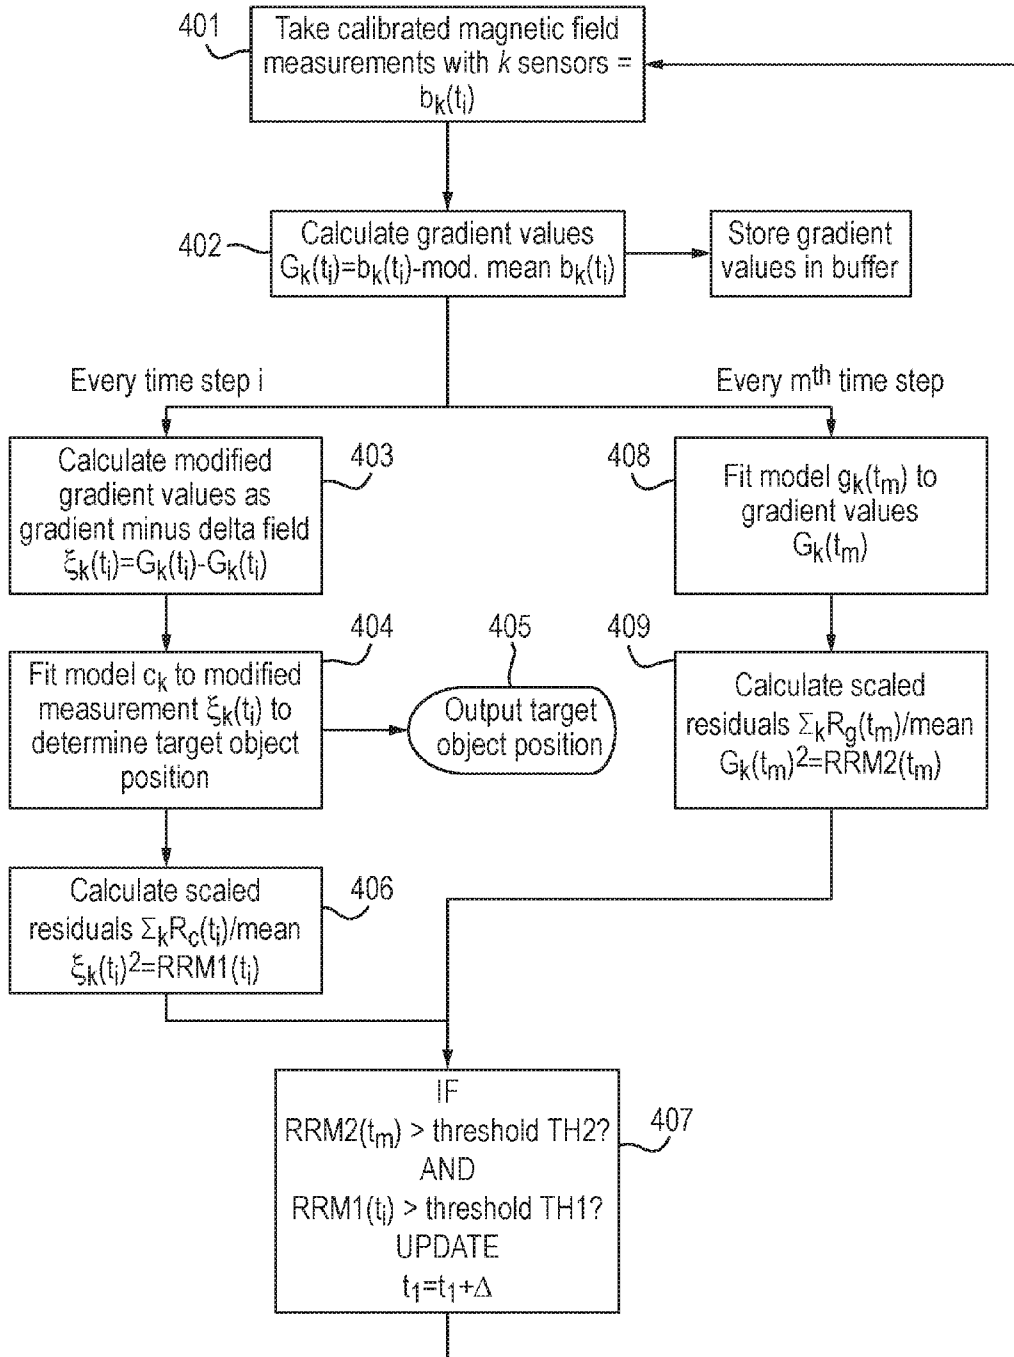 401
Take calibrated magnetic field
measurements with k sensors =
bk(ti)
402
Calculate gradient values
Gk(ti)=bk(ti)-mod. mean bk(ti)
Store gradient
values in buffer
Every time step i
Every mth time step
403
Calculate modified
gradient values as
gradient minus delta field
ξk(ti)=Gk(ti)-Gk(ti)
408
Fit model gk(tm) to
gradient values
Gk(tm)
404
Fit model ck to modified
measurement ξk(ti) to
determine target object
position
405
Output target
object position
409
Calculate scaled
residuals ΣkRg(tm)/mean
Gk(tm)²=RRM2(tm)
406
Calculate scaled
residuals ΣkRc(ti)/mean
ξk(ti)²=RRM1(ti)
407
IF
RRM2(tm) > threshold TH2?
AND
RRM1(ti) > threshold TH1?
UPDATE
t1=t1+Δ